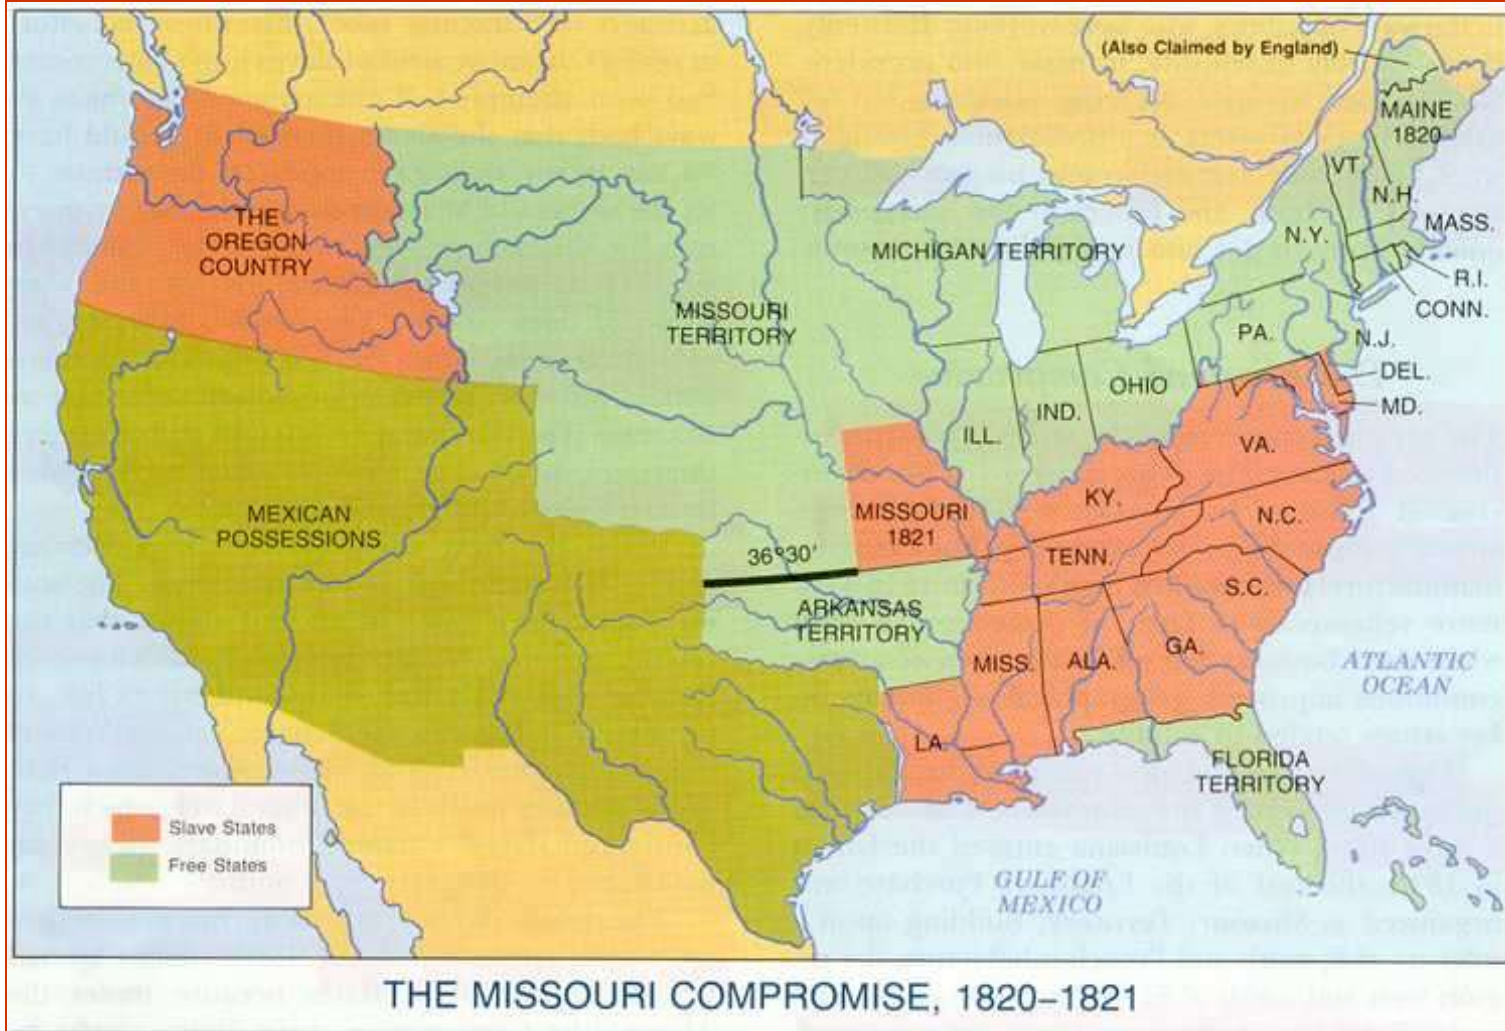 (Also Claimed by England)
MAINE
1820
VT.
N.H.
MASS.
N.Y.
R.I.
CONN.
THE
OREGON
COUNTRY
MICHIGAN TERRITORY
MISSOURI
TERRITORY
PA.
N.J.
DEL.
MD.
OHIO
IND.
ILL.
VA.
KY.
MISSOURI
1821
N.C.
MEXICAN
POSSESSIONS
36°30'
TENN.
S.C.
ARKANSAS
TERRITORY
MISS.
ALA.
GA.
ATLANTIC
OCEAN
LA.
FLORIDA
TERRITORY
Slave States
Free States
GULF OF
MEXICO
THE MISSOURI COMPROMISE, 1820–1821